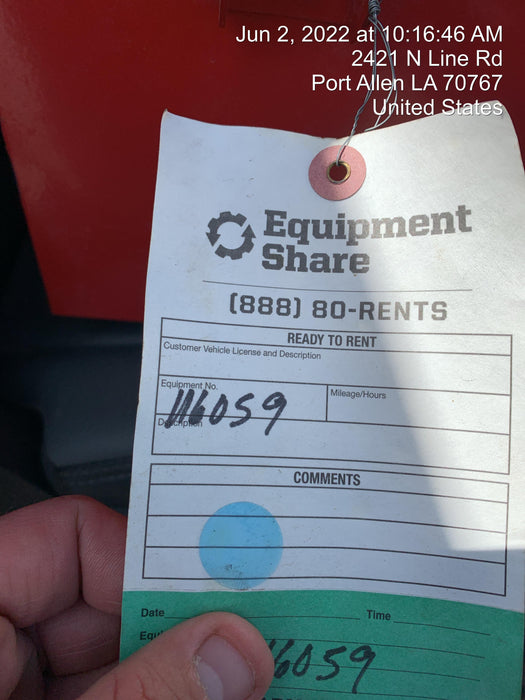 Jun 2, 2022 at 10:16:46 AM
2421 N Line Rd
Port Allen LA 70767
United States
Equipment
Share
(888) 80-RENTS
READY TO RENT
Customer Vehicle License and Description
Equipment No.
116059
Mileage/Hours
Description
COMMENTS
Date
Time
Equ
6059